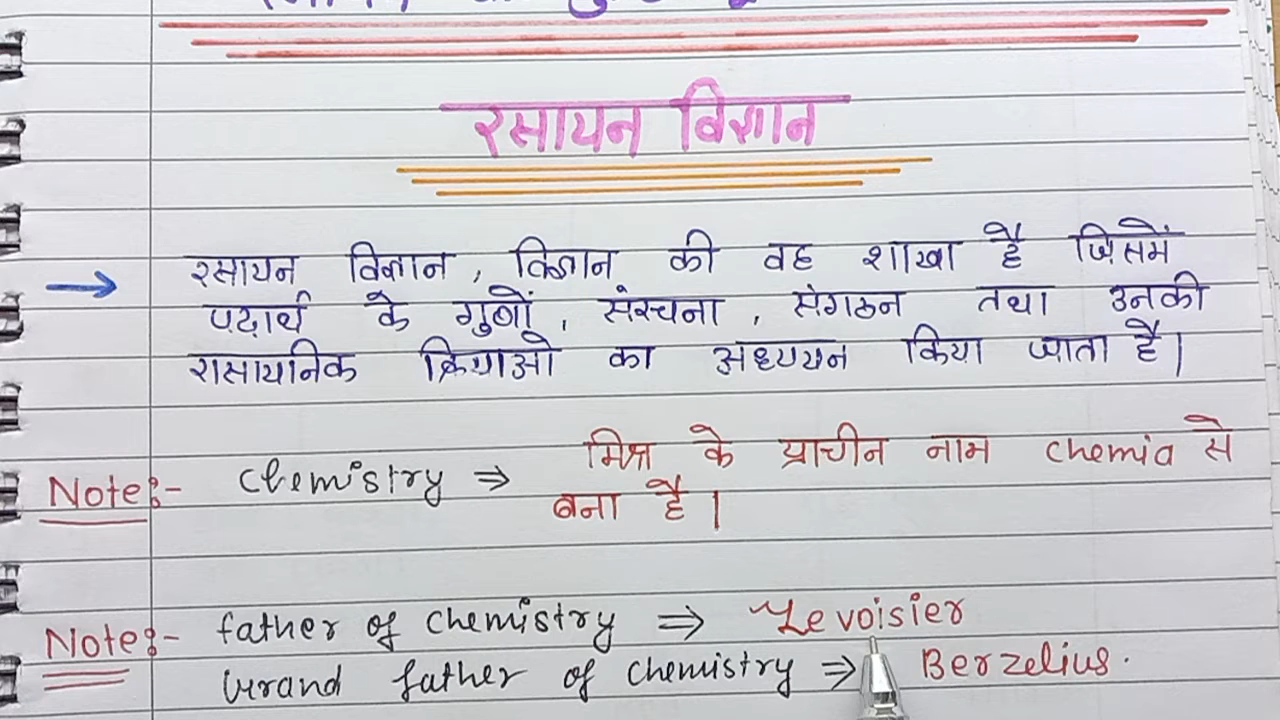 रसायन विज्ञान
रसायन विज्ञान, विज्ञान की वह शाखा है जिसमें
पदार्थ के गुणों, संरचना, संगठन तथा उनकी
रासायनिक क्रियाओ का अध्ययन किया जाता है।
मिस्र के प्राचीन नाम chemia से
Note:- Chemistry ⇒
बना है।
Note:- father of chemistry ⇒ Levoisier
Grand father of chemistry ⇒ Berzelius.